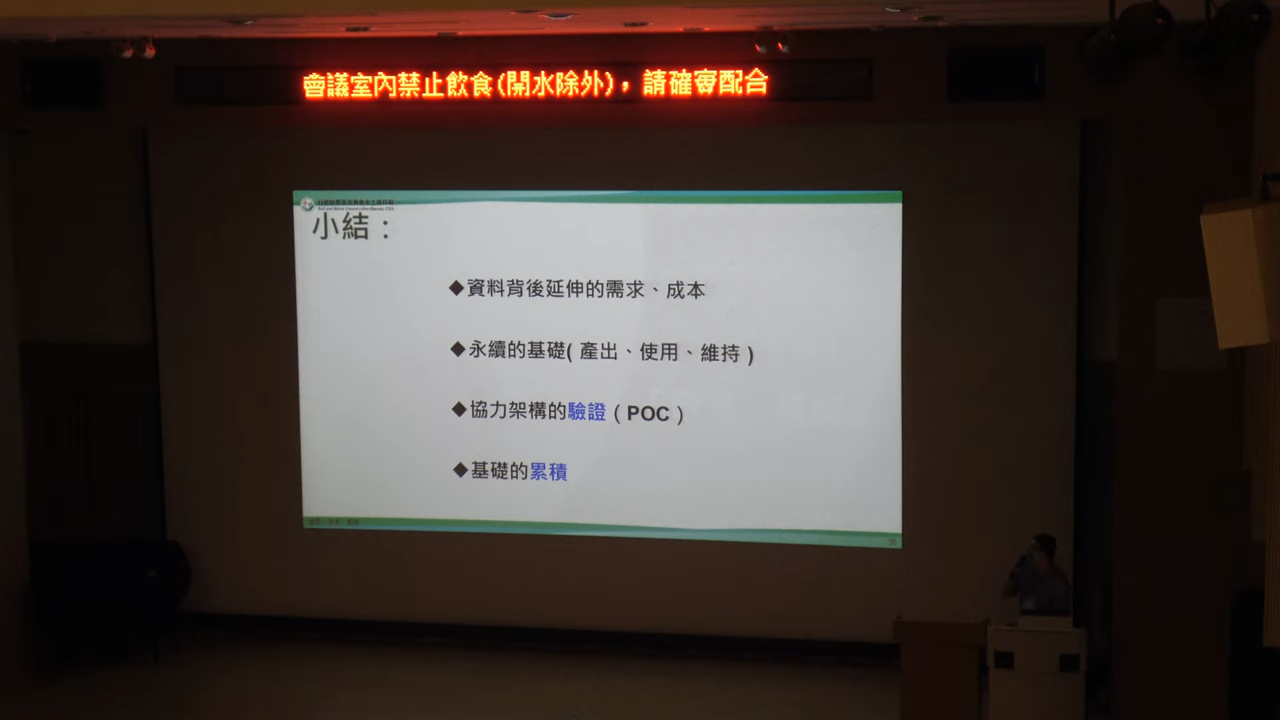 會議室內禁止飲食(開水除外)，請確實配合
小結：
◆資料背後延伸的需求、成本
◆永續的基礎( 產出、使用、維持 )
◆協力架構的驗證（POC）
◆基礎的累積